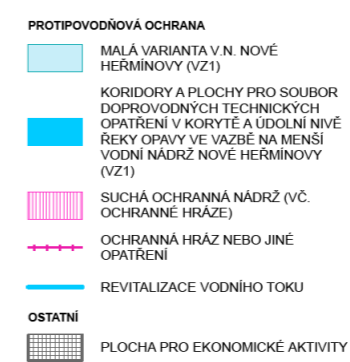 PROTIPOVODŇOVÁ OCHRANA
MALÁ VARIANTA V.N. NOVÉ
HEŘMÍNOVY (VZ1)
KORIDORY A PLOCHY PRO SOUBOR
DOPROVODNÝCH TECHNICKÝCH
OPATŘENÍ V KORYTĚ A ÚDOLNÍ NIVĚ
ŘEKY OPAVY VE VAZBĚ NA MENŠÍ
VODNÍ NÁDRŽ NOVÉ HEŘMÍNOVY
(VZ1)
SUCHÁ OCHRANNÁ NÁDRŽ (VČ.
OCHRANNÉ HRÁZE)
OCHRANNÁ HRÁZ NEBO JINÉ
OPATŘENÍ
REVITALIZACE VODNÍHO TOKU
OSTATNÍ
PLOCHA PRO EKONOMICKÉ AKTIVITY